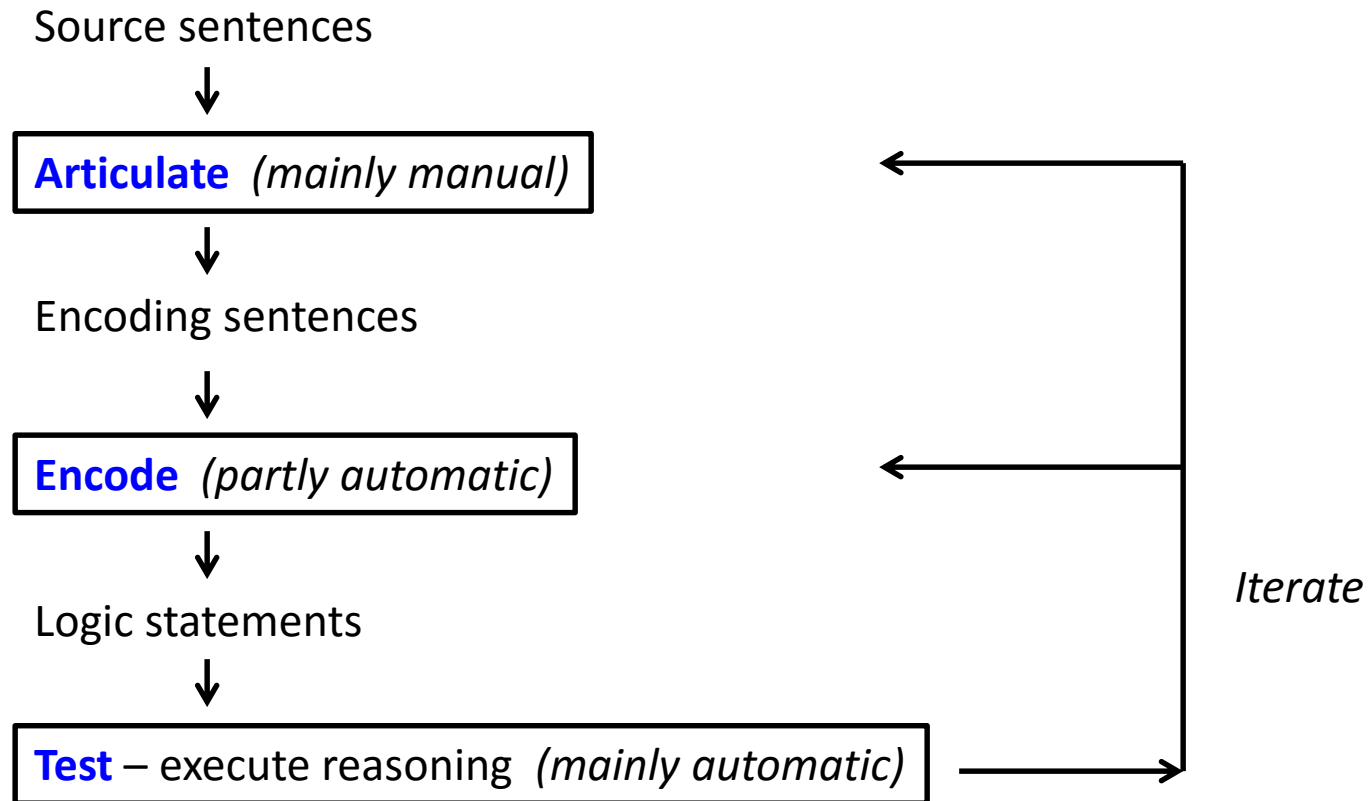 Source sentences
Articulate (mainly manual)
Encoding sentences
Encode (partly automatic)
Iterate
Logic statements
Test – execute reasoning (mainly automatic)